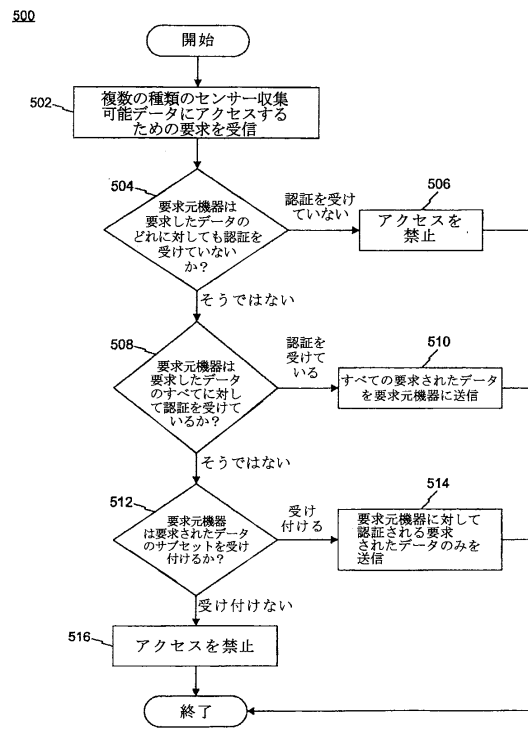 500
開始
502
複数の種類のセンサー収集
可能データにアクセスする
ための要求を受信
504
要求元機器は
要求したデータの
どれに対しても認証を
受けていない
か?
認証を受け
ていない
506
アクセスを
禁止
そうではない
508
要求元機器は
要求したデータ
のすべてに対し
て認証を受けて
いるか?
認証を
受けて
いる
510
すべての要求されたデータ
を要求元機器に送信
そうではない
512
要求元機器
は要求されたデータ
のサブセットを受け
付けるか?
受け
付ける
514
要求元機器に対して
認証される要求
されたデータのみを
送信
受け付けない
516
アクセスを禁止
終了